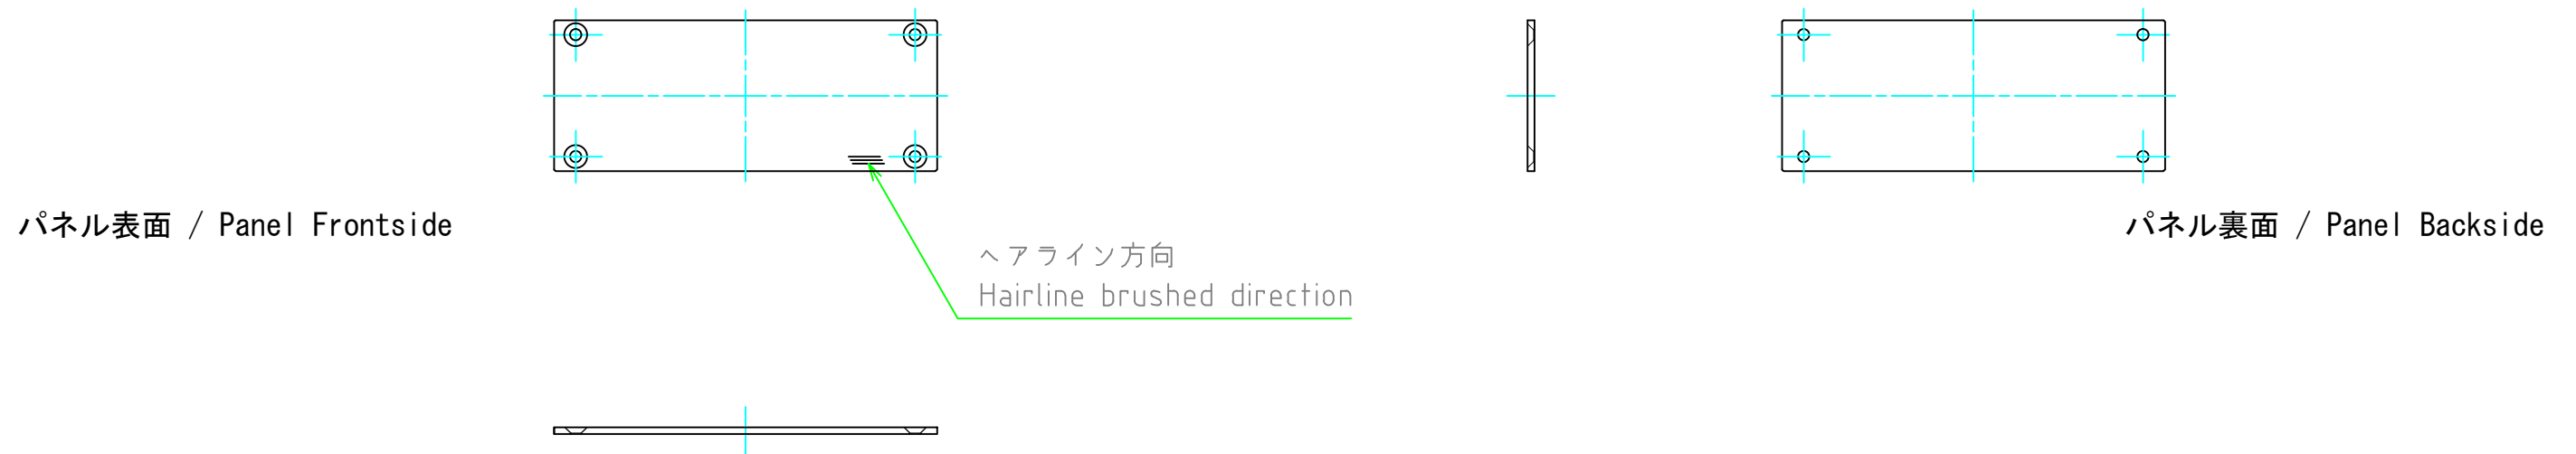 パネル表面 / Panel Frontside
パネル裏面 / Panel Backside
ヘアライン方向
Hairline brushed direction